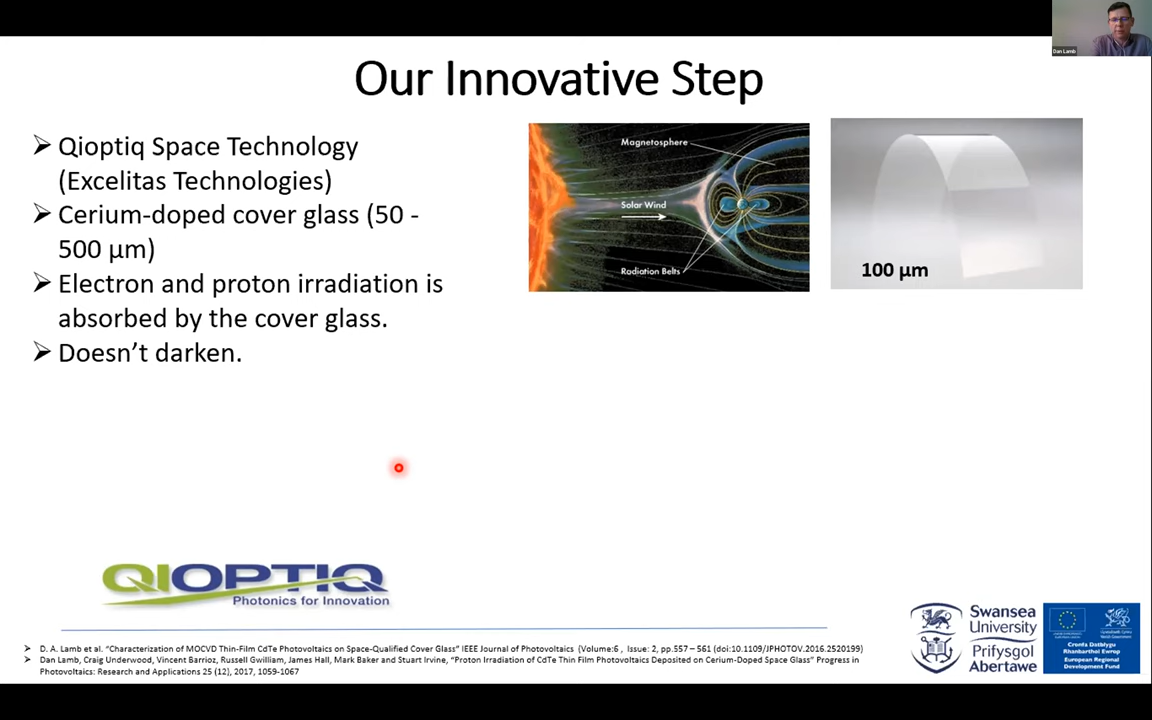 Dan Lamb
Our Innovative Step
➢ Qioptiq Space Technology
(Excelitas Technologies)
➢ Cerium-doped cover glass (50 -
500 µm)
➢ Electron and proton irradiation is
absorbed by the cover glass.
➢ Doesn’t darken.
Magnetosphere
Solar Wind
Radiation Belts
100 µm
QIOPTIQ
Photonics for Innovation
Swansea
University
Prifysgol
Abertawe
Cronfa Datblygu
Rhanbarthol Ewrop
European Regional
Development Fund
➢ D. A. Lamb et al. “Characterization of MOCVD Thin-Film CdTe Photovoltaics on Space-Qualified Cover Glass” IEEE Journal of Photovoltaics (Volume:6 , Issue: 2, pp.557 – 561 (doi:10.1109/JPHOTOV.2016.2520199)
➢ Dan Lamb, Craig Underwood, Vincent Barrioz, Russell Gwilliam, James Hall, Mark Baker and Stuart Irvine, “Proton Irradiation of CdTe Thin Film Photovoltaics Deposited on Cerium-Doped Space Glass” Progress in
Photovoltaics: Research and Applications 25 (12), 2017, 1059-1067